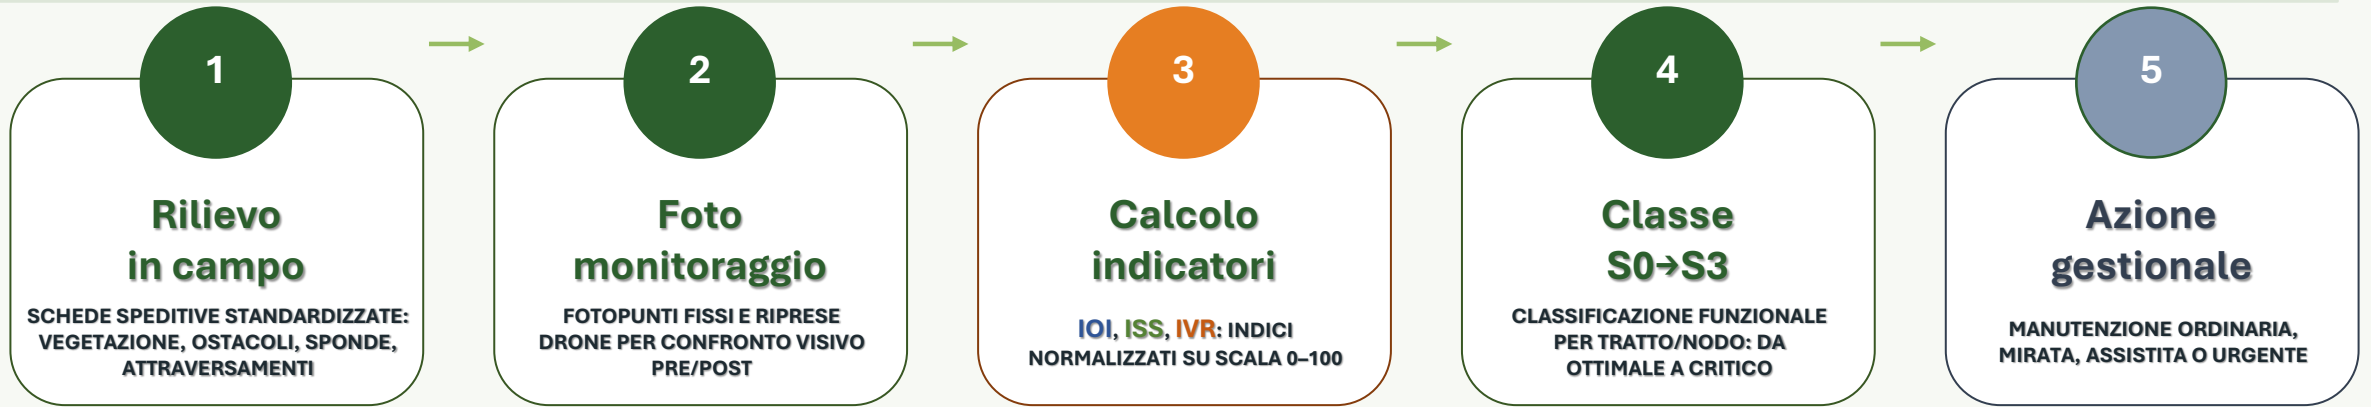 1
Rilievo
in campo
SCHEDE SPEDITIVE STANDARDIZZATE:
VEGETAZIONE, OSTACOLI, SPONDE,
ATTRAVERSAMENTI
2
Foto
monitoraggio
FOTOPUNTI FISSI E RIPRESE
DRONE PER CONFRONTO VISIVO
PRE/POST
3
Calcolo
indicatori
IOI, ISS, IVR: INDICI
NORMALIZZATI SU SCALA 0–100
4
Classe
S0→S3
CLASSIFICAZIONE FUNZIONALE
PER TRATTO/NODO: DA
OTTIMALE A CRITICO
5
Azione
gestionale
MANUTENZIONE ORDINARIA,
MIRATA, ASSISTITA O URGENTE